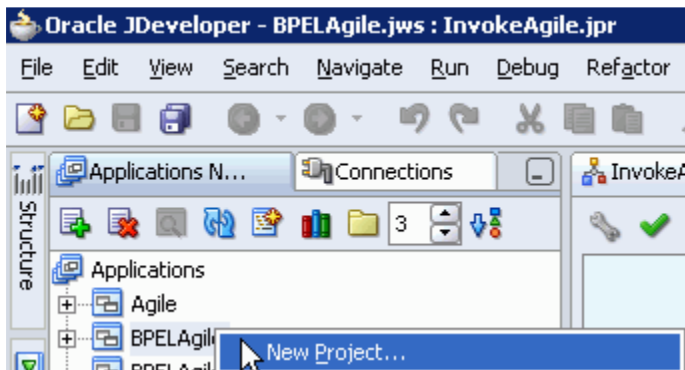 Oracle JDeveloper - BPELAgile.jws : InvokeAgile.jpr
File Edit View Search Navigate Run Debug Refactor
Applications N... Connections InvokeA
Structure
3
Applications
Agile
BPELAgile
New Project...
BPELAgil